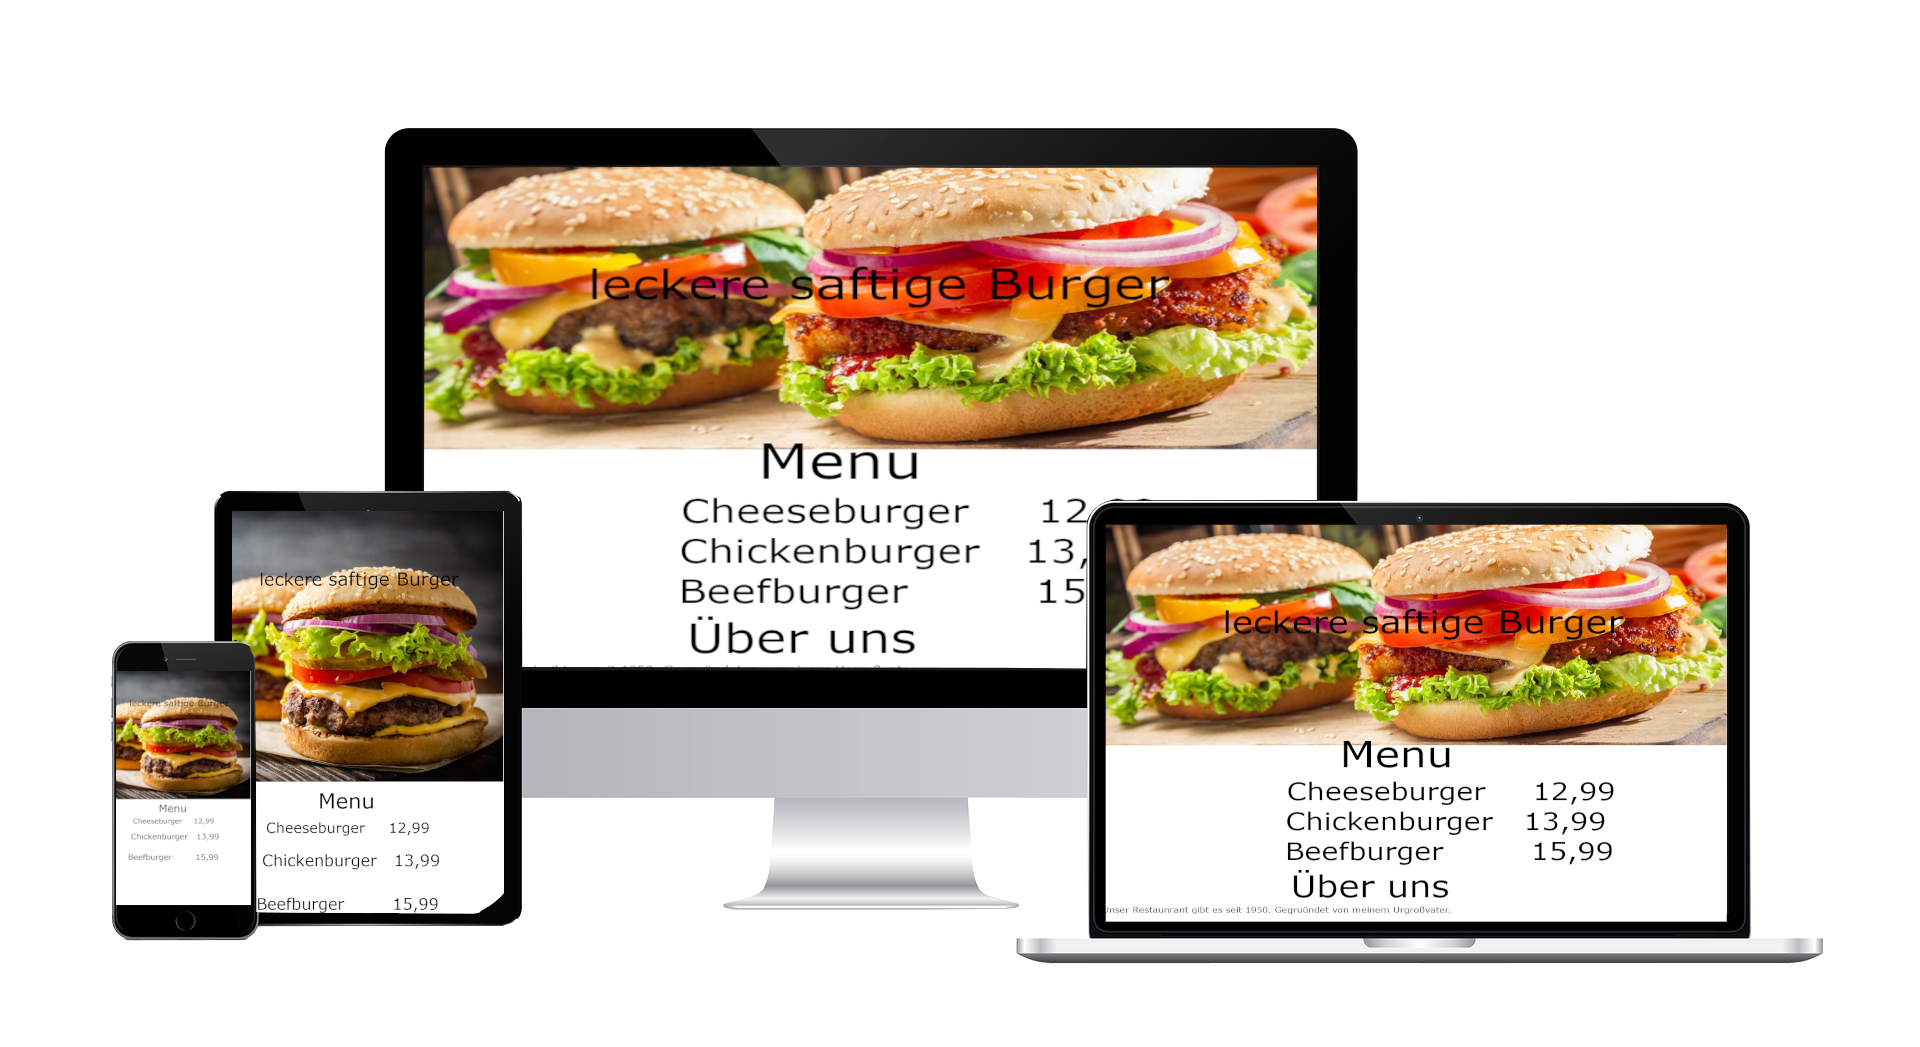 leckere saftige Burger
Menu
Cheeseburger 12,99
Chickenburger 13,
Beefburger 15
Über uns
leckere saftige Burger
Menu
Cheeseburger 12,99
Chickenburger 13,99
Beefburger 15,99
leckere saftige Burger
Menu
Cheeseburger 12,99
Chickenburger 13,99
Beefburger 15,99
leckere saftige Burger
Menu
Cheeseburger 12,99
Chickenburger 13,99
Beefburger 15,99
Über uns
Unser Restaunrant gibt es seit 1950. Gegruündet von meinem Urgroßvater.